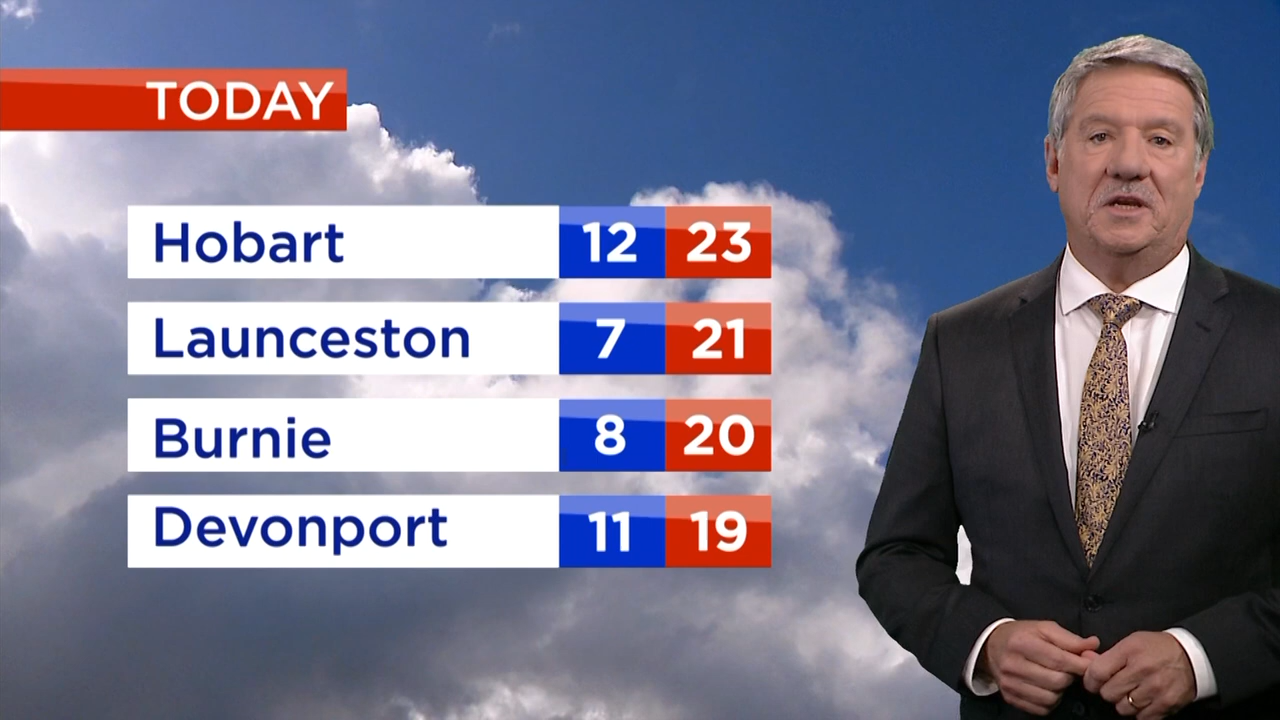 TODAY
Hobart 12 23
Launceston 7 21
Burnie 8 20
Devonport 11 19